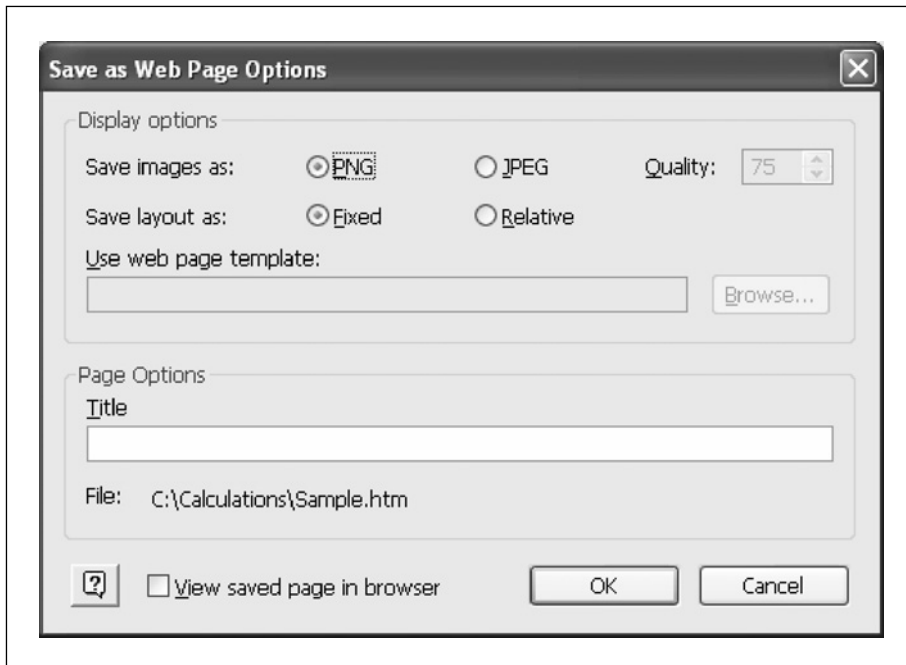 Save as Web Page Options
Display options
Save images as: PNG JPEG Quality: 75
Save layout as: Fixed Relative
Use web page template:
Browse...
Page Options
Title
File: C:\Calculations\Sample.htm
View saved page in browser OK Cancel